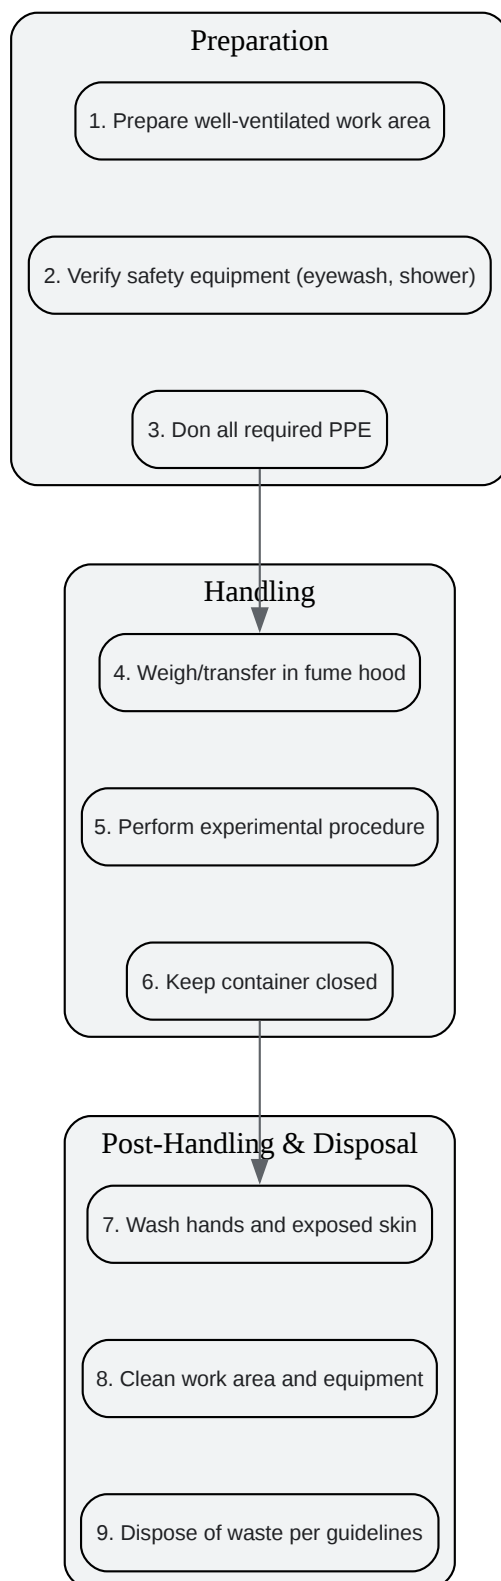 Preparation
1. Prepare well-ventilated work area
2. Verify safety equipment (eyewash, shower)
3. Don all required PPE
Handling
4. Weigh/transfer in fume hood
5. Perform experimental procedure
6. Keep container closed
Post-Handling & Disposal
7. Wash hands and exposed skin
8. Clean work area and equipment
9. Dispose of waste per guidelines